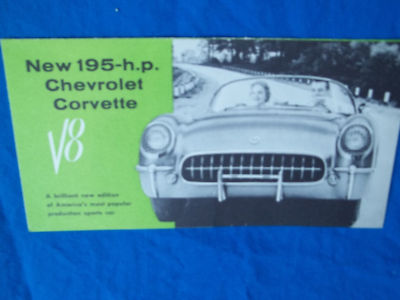 New 195-h.p.
Chevrolet
Corvette
V8
A brilliant new edition
of America's most popular
production sports car